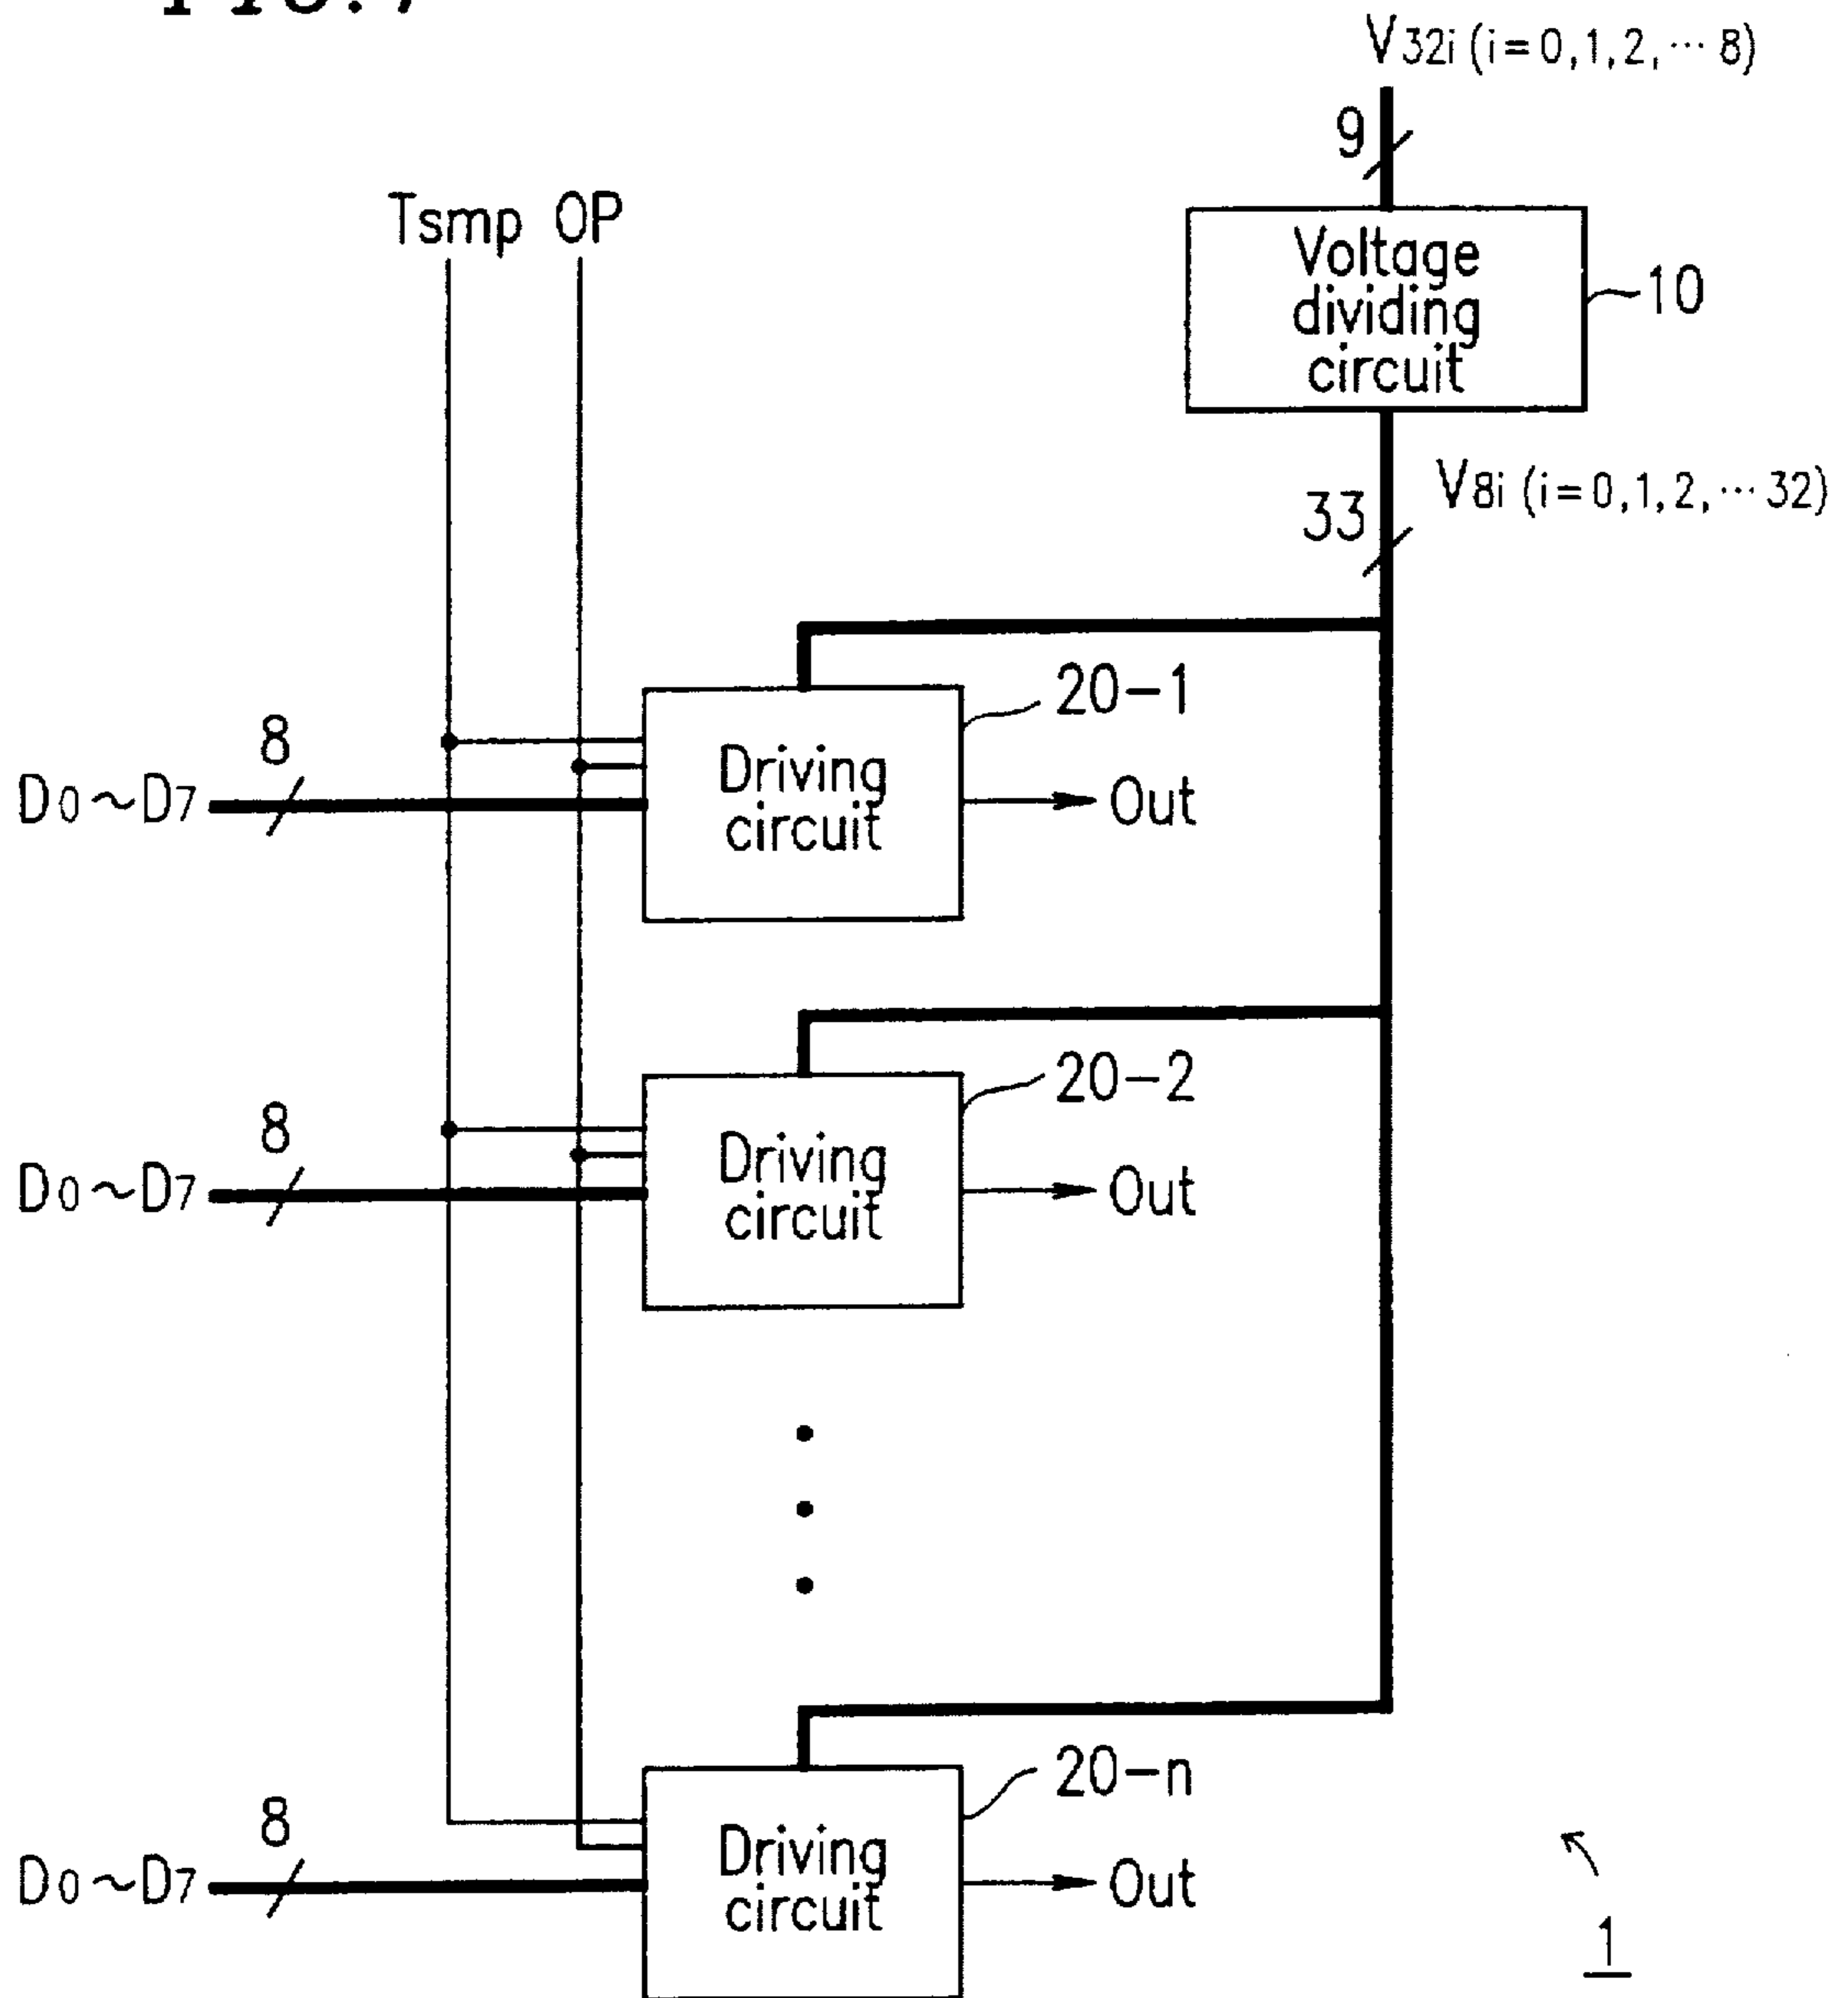 FIG. 7
V32i (i=0,1,2,⋯ 8)
9
Tsmp OP
Voltage
dividing
circuit
10
V8i (i=0,1,2,⋯ 32)
33
20-1
8
D0~D7
Driving
circuit
Out
20-2
8
D0~D7
Driving
circuit
Out
20-n
8
D0~D7
Driving
circuit
Out
1